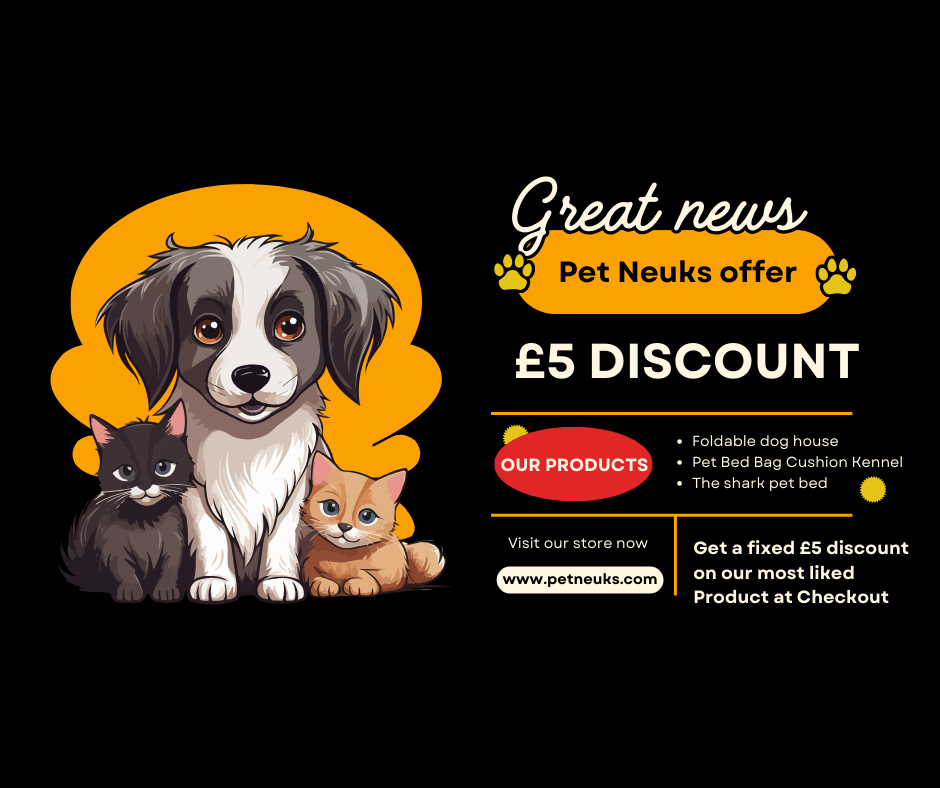 Great news
Pet Neuks offer
£5 DISCOUNT
OUR PRODUCTS
• Foldable dog house
• Pet Bed Bag Cushion Kennel
• The shark pet bed
Visit our store now
www.petneuks.com
Get a fixed £5 discount
on our most liked
Product at Checkout